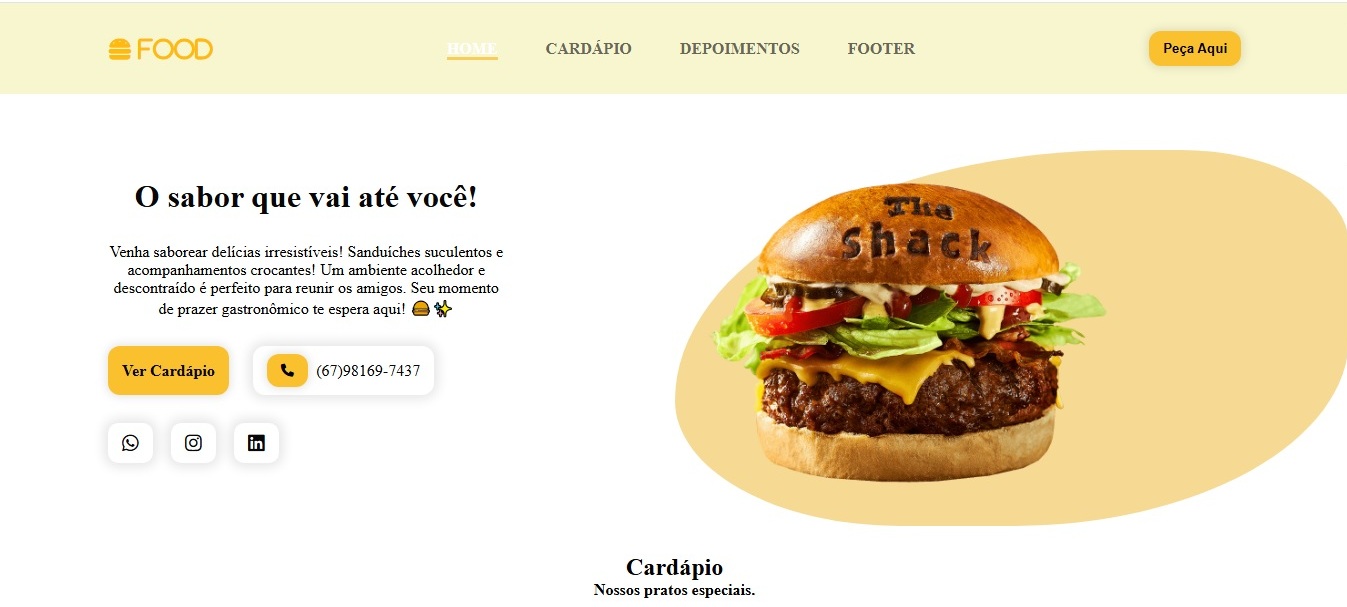 FOOD
HOME
CARDÁPIO
DEPOIMENTOS
FOOTER
Peça Aqui
O sabor que vai até você!
Venha saborear delícias irresistíveis! Sanduíches suculentos e
acompanhamentos crocantes! Um ambiente acolhedor e
descontraído é perfeito para reunir os amigos. Seu momento
de prazer gastronômico te espera aqui! 🍔 ✨
The
Shack
Ver Cardápio
(67)98169-7437
in
Cardápio
Nossos pratos especiais.